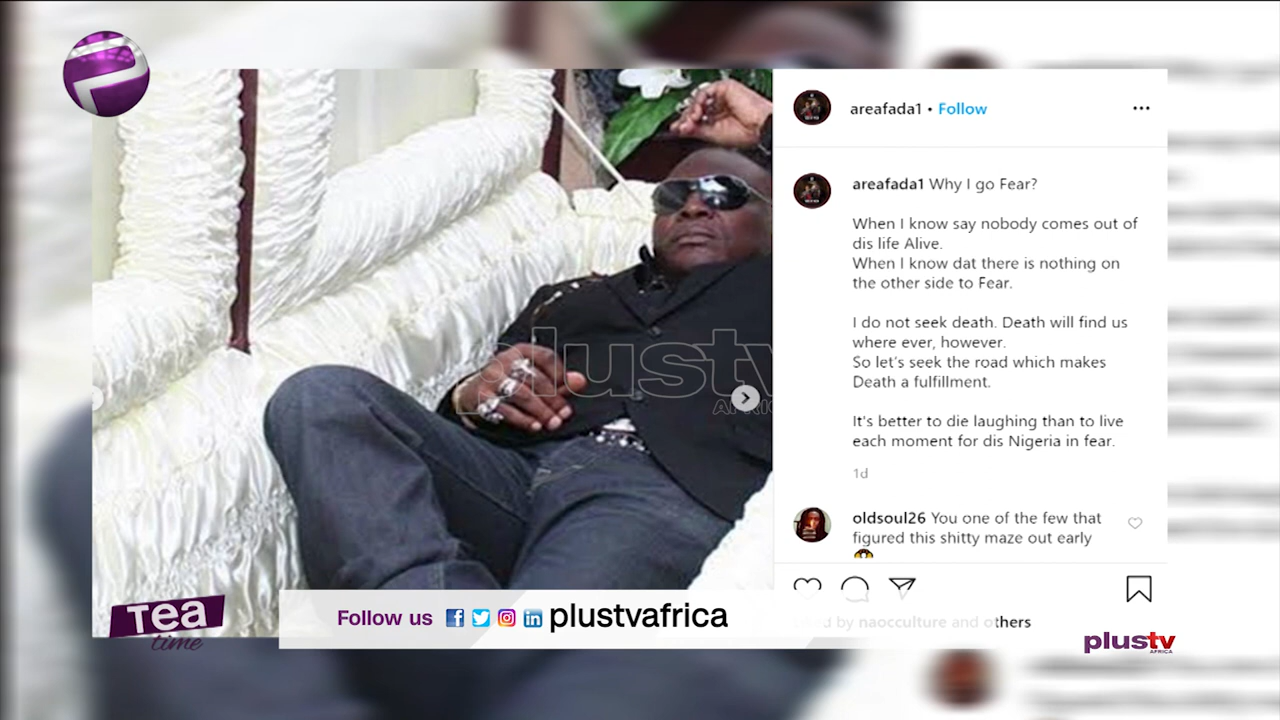 areafada1 • Follow
areafada1 Why I go Fear?
When I know say nobody comes out of
dis life Alive.
When I know dat there is nothing on
the other side to Fear.
I do not seek death. Death will find us
where ever, however.
So let's seek the road which makes
Death a fulfillment.
It's better to die laughing than to live
each moment for dis Nigeria in fear.
1d
oldsoul26 You one of the few that
figured this shitty maze out early
plustv
AFRIC
Tea
time
Follow us plustvafrica
liked by naocculture and others
plustv
AFRICA